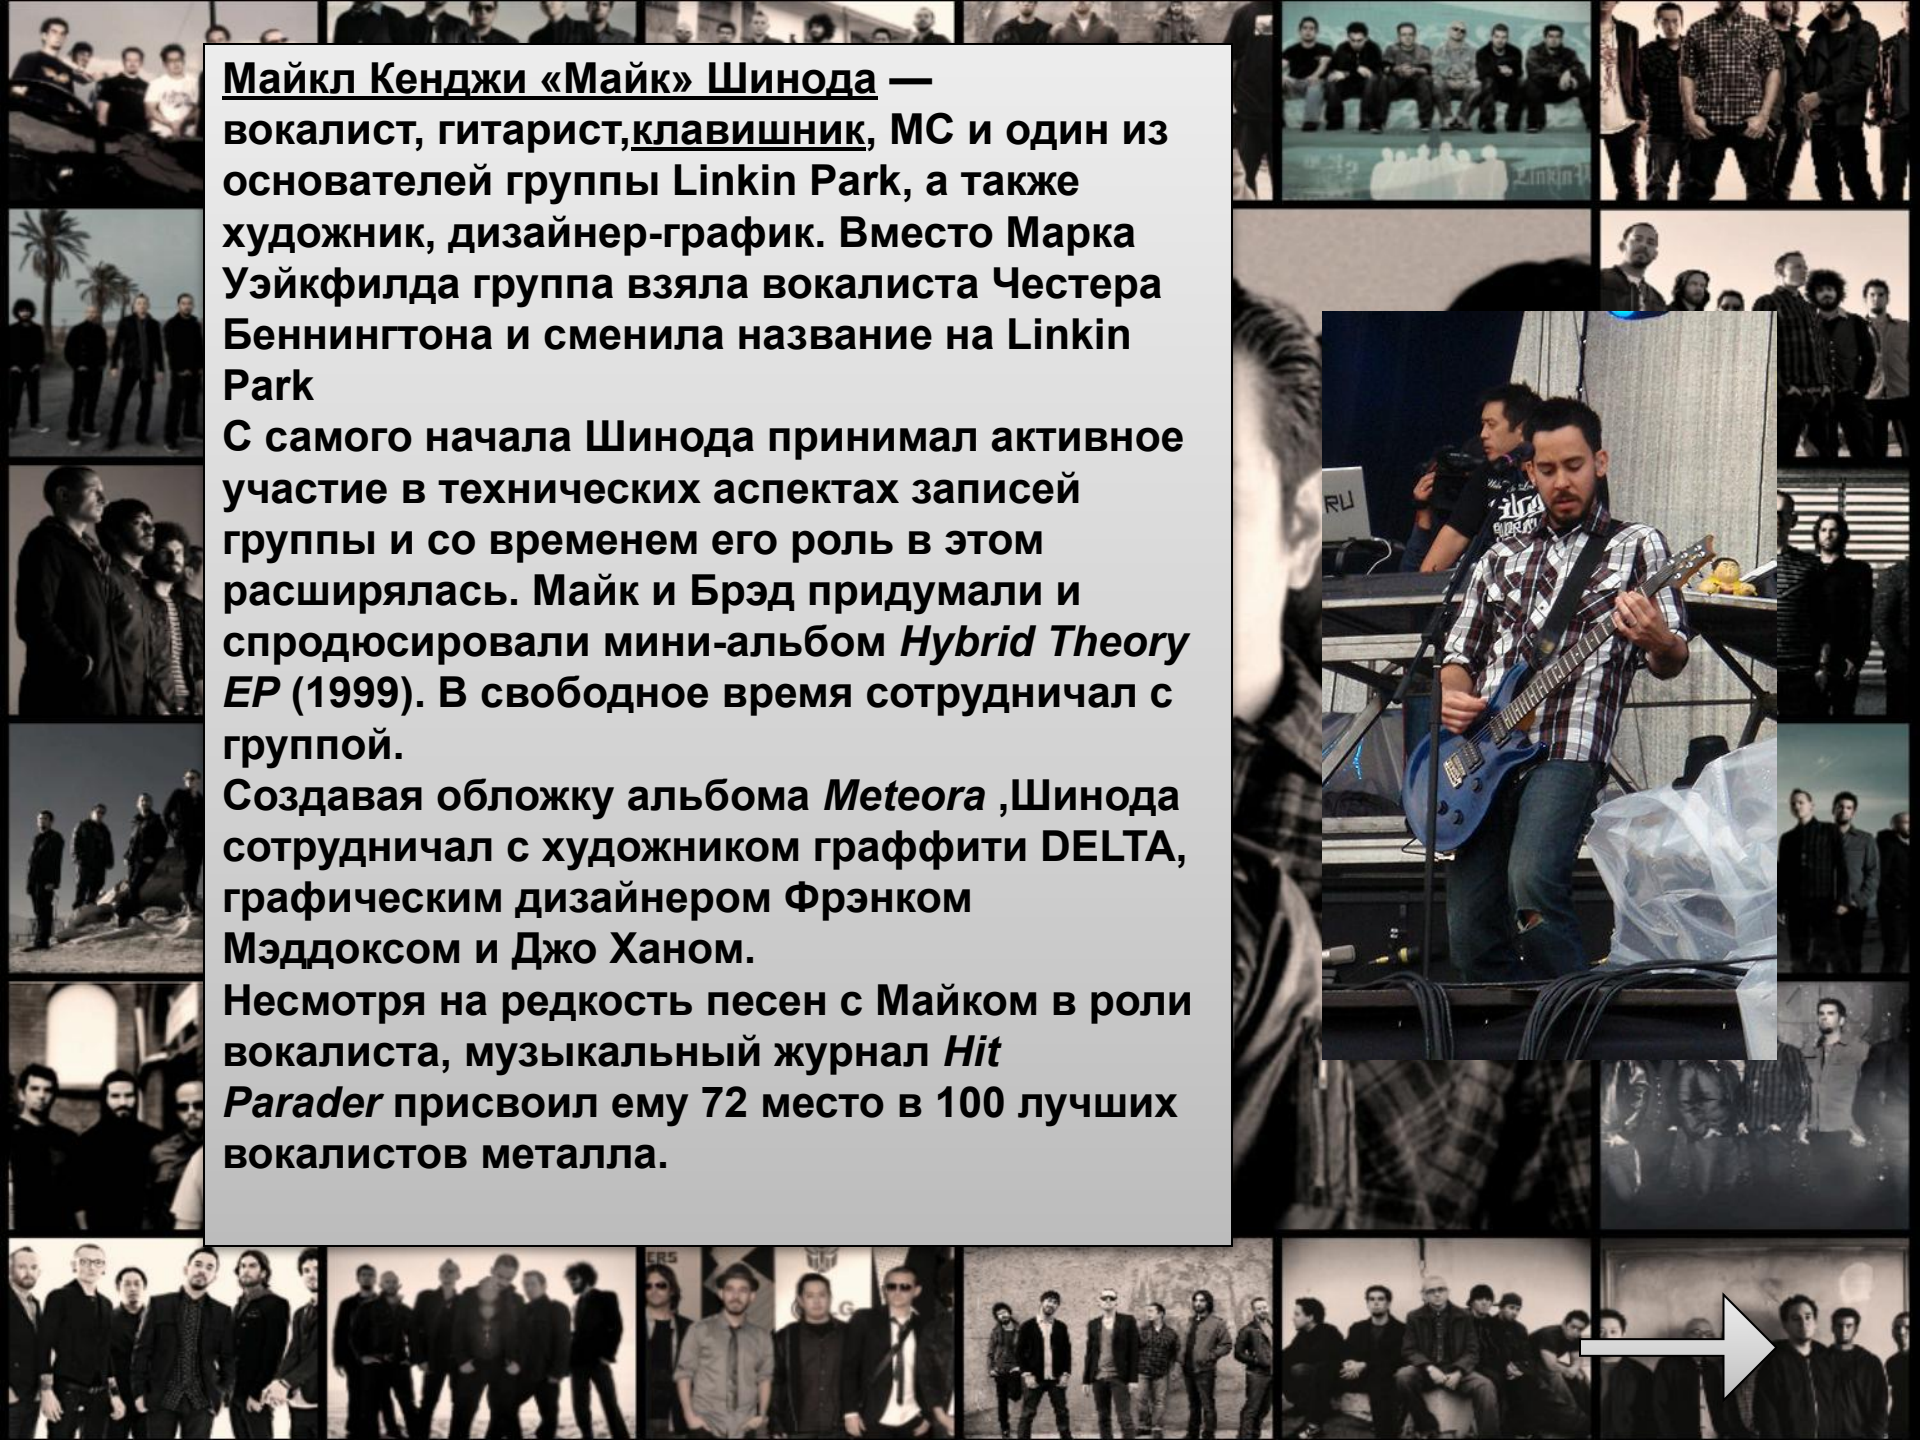 Майкл Кенджи «Майк» Шинода —
вокалист, гитарист,клавишник, MC и один из
основателей группы Linkin Park, а также
художник, дизайнер-график. Вместо Марка
Уэйкфилда группа взяла вокалиста Честера
Беннингтона и сменила название на Linkin
Park
С самого начала Шинода принимал активное
участие в технических аспектах записей
группы и со временем его роль в этом
расширялась. Майк и Брэд придумали и
спродюсировали мини-альбом Hybrid Theory
EP (1999). В свободное время сотрудничал с
группой.
Создавая обложку альбома Meteora ,Шинода
сотрудничал с художником граффити DELTA,
графическим дизайнером Фрэнком
Мэддоксом и Джо Ханом.
Несмотря на редкость песен с Майком в роли
вокалиста, музыкальный журнал Hit
Parader присвоил ему 72 место в 100 лучших
вокалистов металла.
RU
ERS